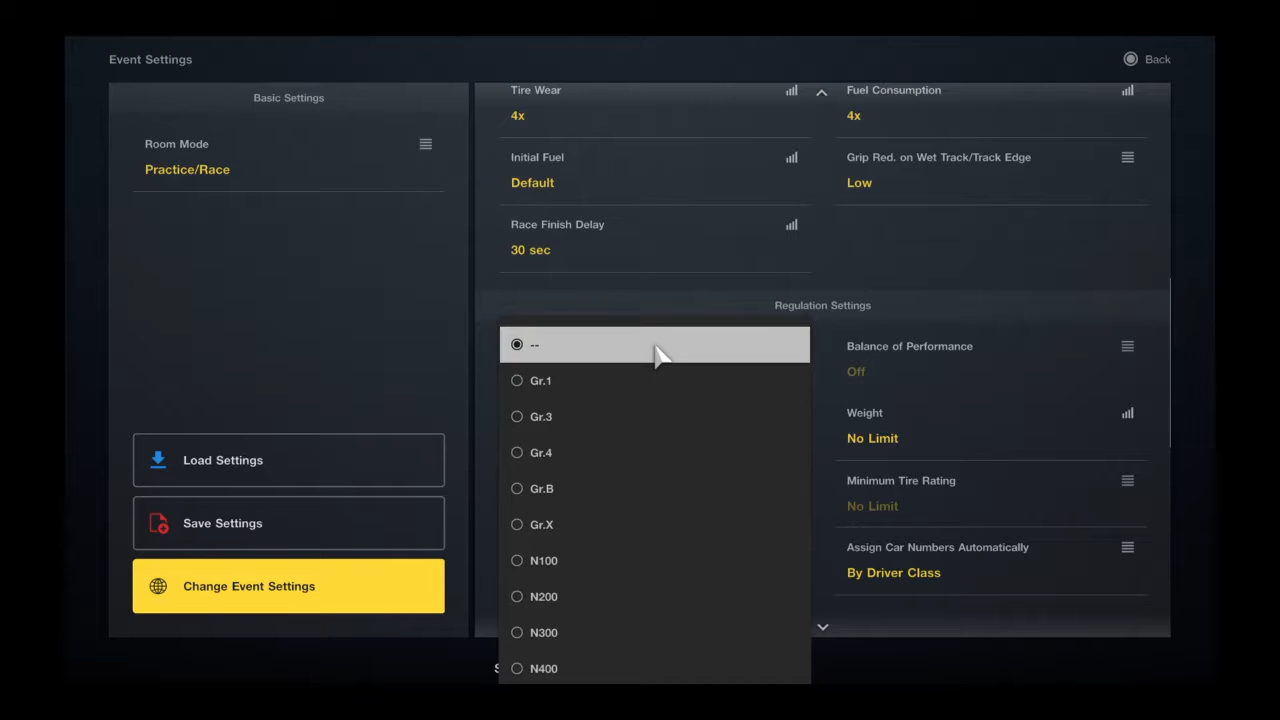 Event Settings
Back
Basic Settings
Room Mode
Practice/Race
Load Settings
Save Settings
Change Event Settings
Tire Wear
4x
Fuel Consumption
4x
Initial Fuel
Default
Grip Red. on Wet Track/Track Edge
Low
Race Finish Delay
30 sec
Regulation Settings
--
Gr.1
Gr.3
Gr.4
Gr.B
Gr.X
N100
N200
N300
N400
Balance of Performance
Off
Weight
No Limit
Minimum Tire Rating
No Limit
Assign Car Numbers Automatically
By Driver Class